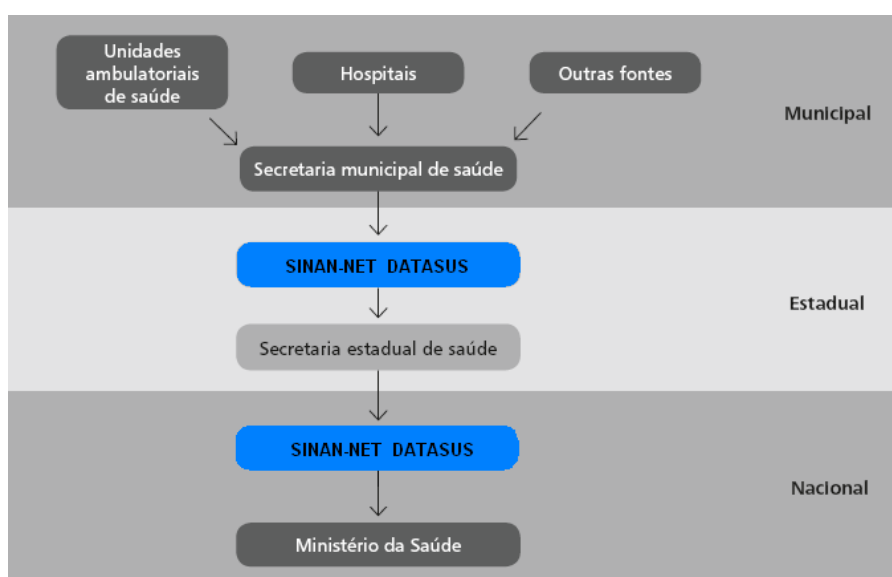 Unidades
ambulatoriais
de saúde
Hospitais
Outras fontes
Municipal
Secretaria municipal de saúde
SINAN-NET DATASUS
Estadual
Secretaria estadual de saúde
SINAN-NET DATASUS
Nacional
Ministério da Saúde